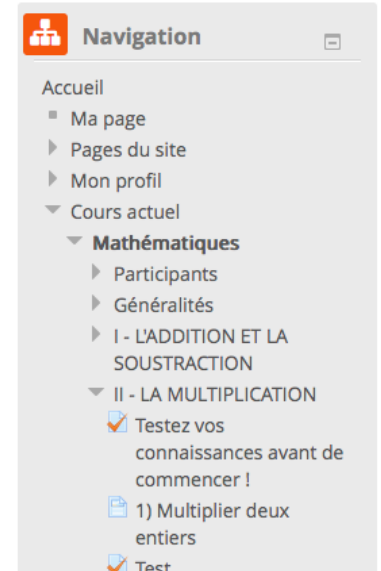 Navigation
Accueil
Ma page
Pages du site
Mon profil
Cours actuel
Mathématiques
Participants
Généralités
I - L'ADDITION ET LA
SOUSTRACTION
II - LA MULTIPLICATION
Testez vos
connaissances avant de
commencer !
1) Multiplier deux
entiers
Test